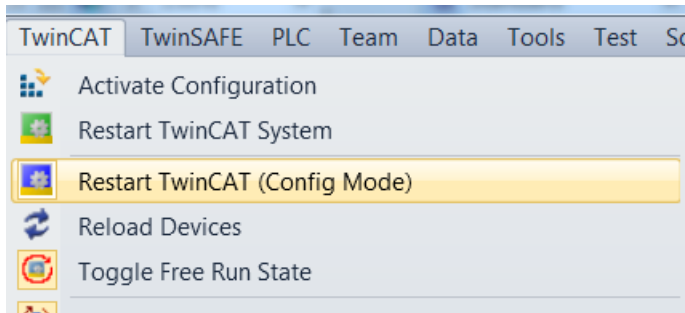 TwinCAT TwinSAFE PLC Team Data Tools Test
Activate Configuration
Restart TwinCAT System
Restart TwinCAT (Config Mode)
Reload Devices
Toggle Free Run State